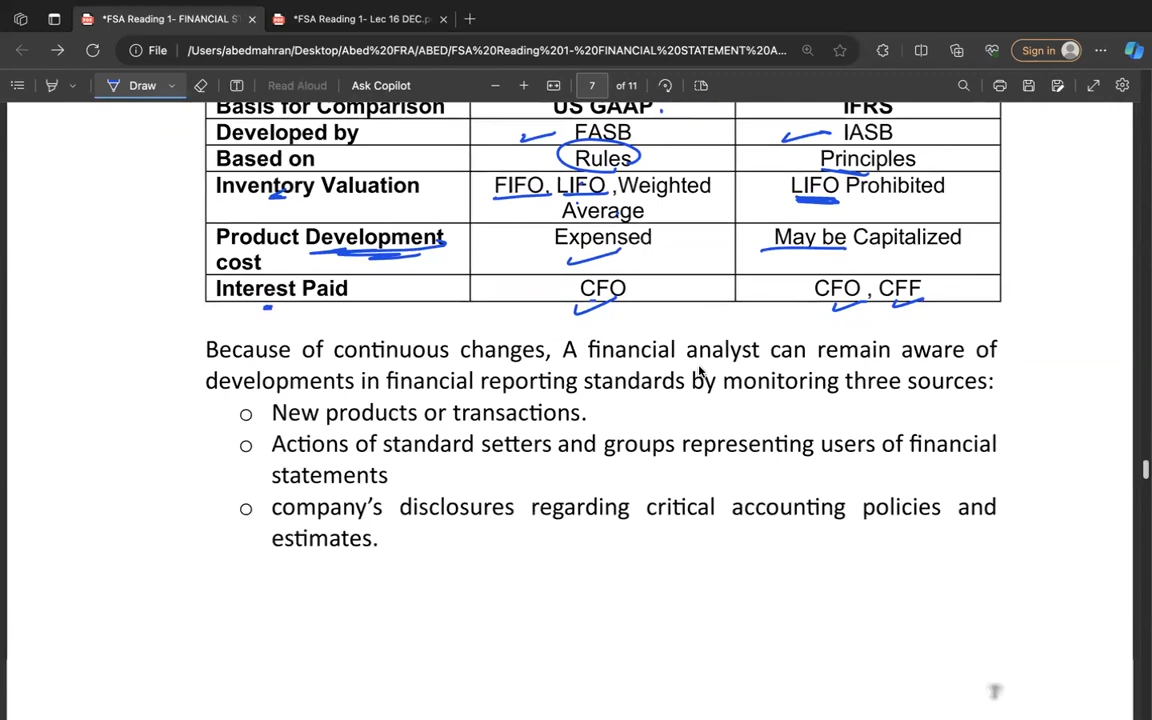 *FSA Reading 1- FINANCIAL S
*FSA Reading 1- Lec 16 DEC.p
File /Users/abedmahran/Desktop/Abed%20FRA/ABED/FSA%20Reading%201-%20FINANCIAL%20STATEMENT%20A... Sign in
Draw Read Aloud Ask Copilot 7 of 11
Basis for Comparison US GAAP IFRS
Developed by FASB IASB
Based on Rules Principles
Inventory Valuation FIFO, LIFO ,Weighted LIFO Prohibited
Average
Product Development Expensed May be Capitalized
cost
Interest Paid CFO CFO , CFF
Because of continuous changes, A financial analyst can remain aware of
developments in financial reporting standards by monitoring three sources:
o New products or transactions.
o Actions of standard setters and groups representing users of financial
statements
o company's disclosures regarding critical accounting policies and
estimates.